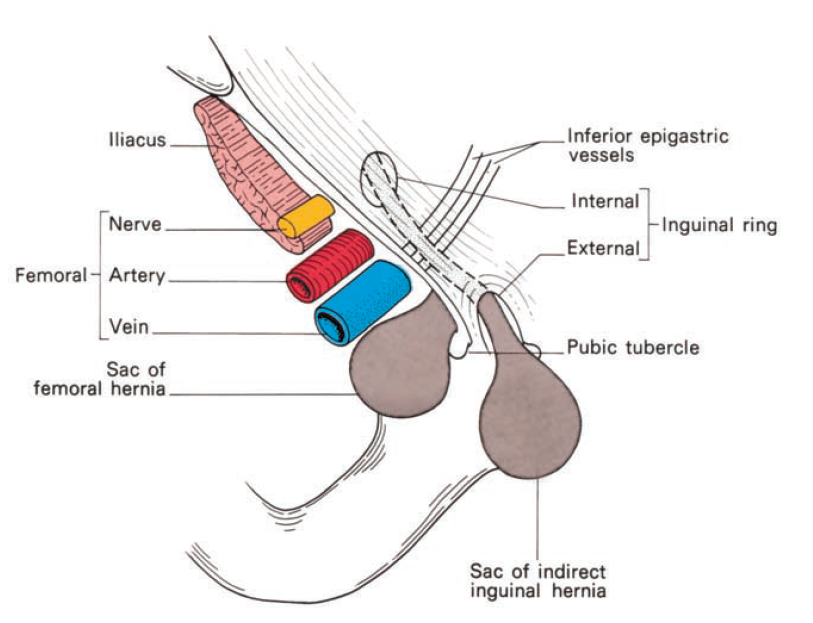 Iliacus
Nerve
Femoral
Artery
Vein
Sac of
femoral hernia
Inferior epigastric
vessels
Internal
Inguinal ring
External
Pubic tubercle
Sac of indirect
inguinal hernia